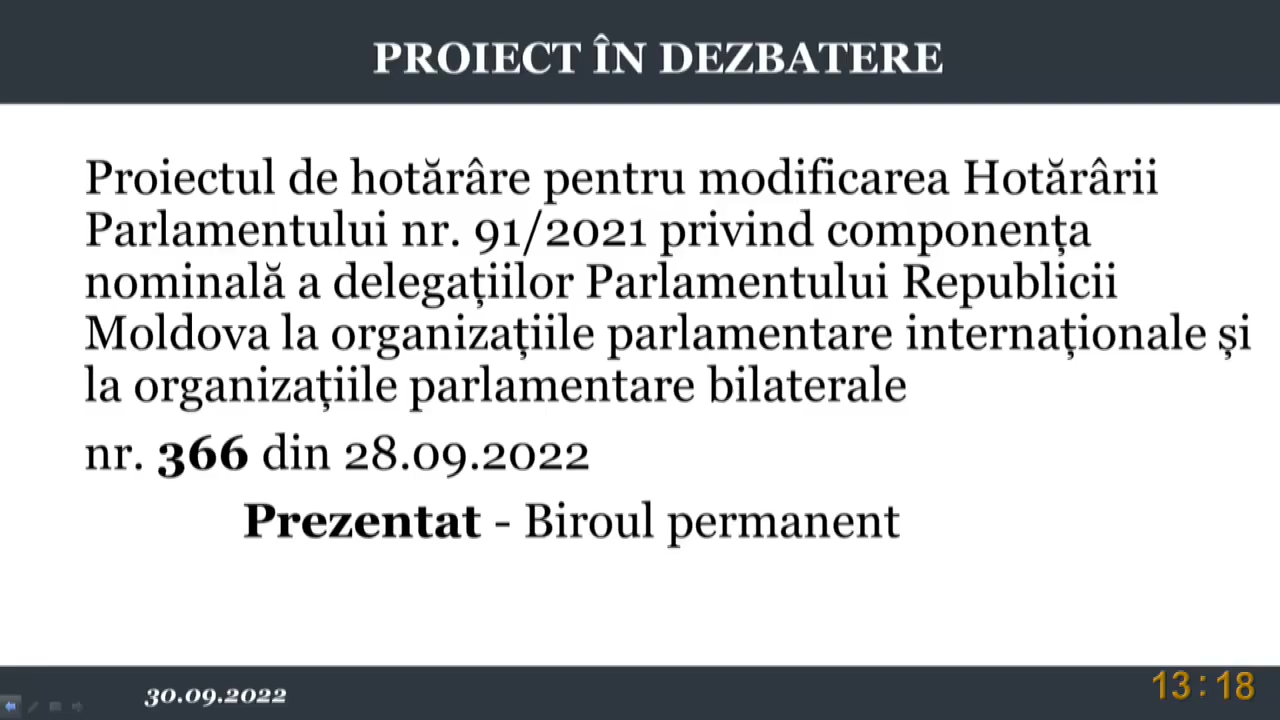 PROIECT ÎN DEZBATERE
Proiectul de hotărâre pentru modificarea Hotărârii
Parlamentului nr. 91/2021 privind componența
nominală a delegațiilor Parlamentului Republicii
Moldova la organizațiile parlamentare internaționale și
la organizațiile parlamentare bilaterale
nr. 366 din 28.09.2022
Prezentat - Biroul permanent
30.09.2022
13:18